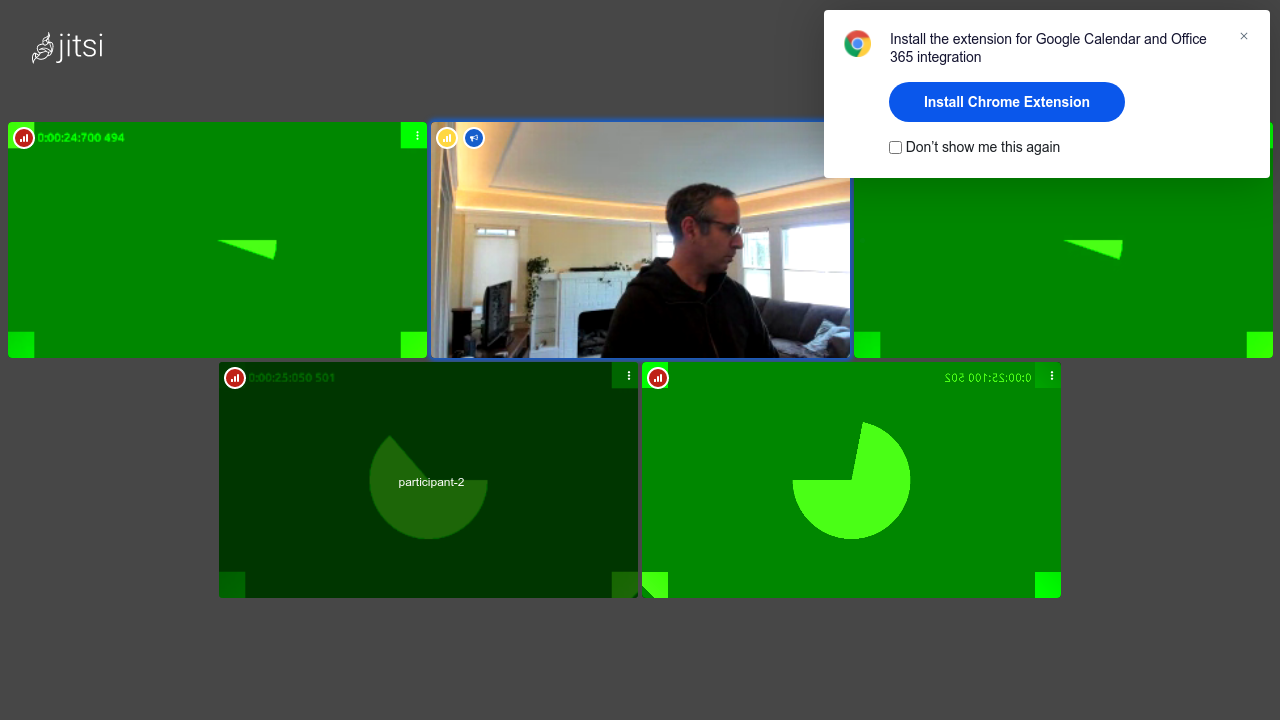 jitsi
Install the extension for Google Calendar and Office
365 integration
Install Chrome Extension
Don't show me this again
0:00:24:700 494
0:00:25:050 501
0:00:25:100 502
participant-2